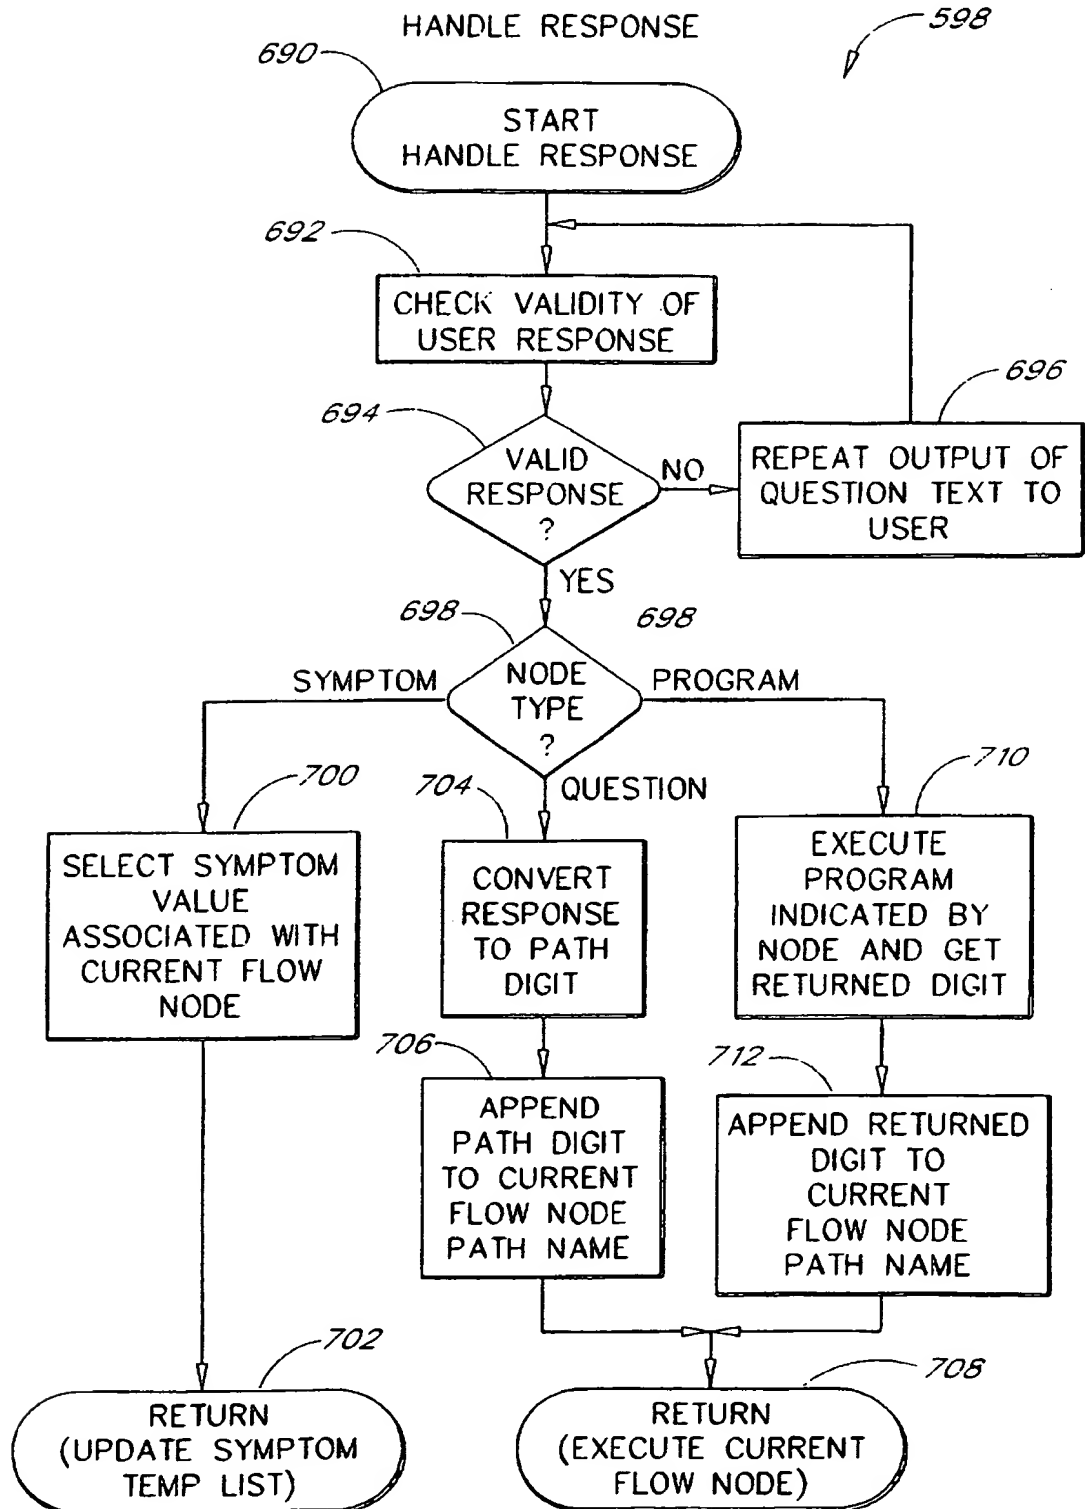 HANDLE RESPONSE
598
690
START
HANDLE RESPONSE
692
CHECK VALIDITY OF
USER RESPONSE
694
VALID
RESPONSE
?
NO
696
REPEAT OUTPUT OF
QUESTION TEXT TO
USER
YES
698
698
SYMPTOM
NODE
TYPE
?
PROGRAM
QUESTION
700
SELECT SYMPTOM
VALUE
ASSOCIATED WITH
CURRENT FLOW
NODE
704
CONVERT
RESPONSE
TO PATH
DIGIT
710
EXECUTE
PROGRAM
INDICATED BY
NODE AND GET
RETURNED DIGIT
706
APPEND
PATH DIGIT
TO CURRENT
FLOW NODE
PATH NAME
712
APPEND RETURNED
DIGIT TO
CURRENT
FLOW NODE
PATH NAME
702
RETURN
(UPDATE SYMPTOM
TEMP LIST)
708
RETURN
(EXECUTE CURRENT
FLOW NODE)